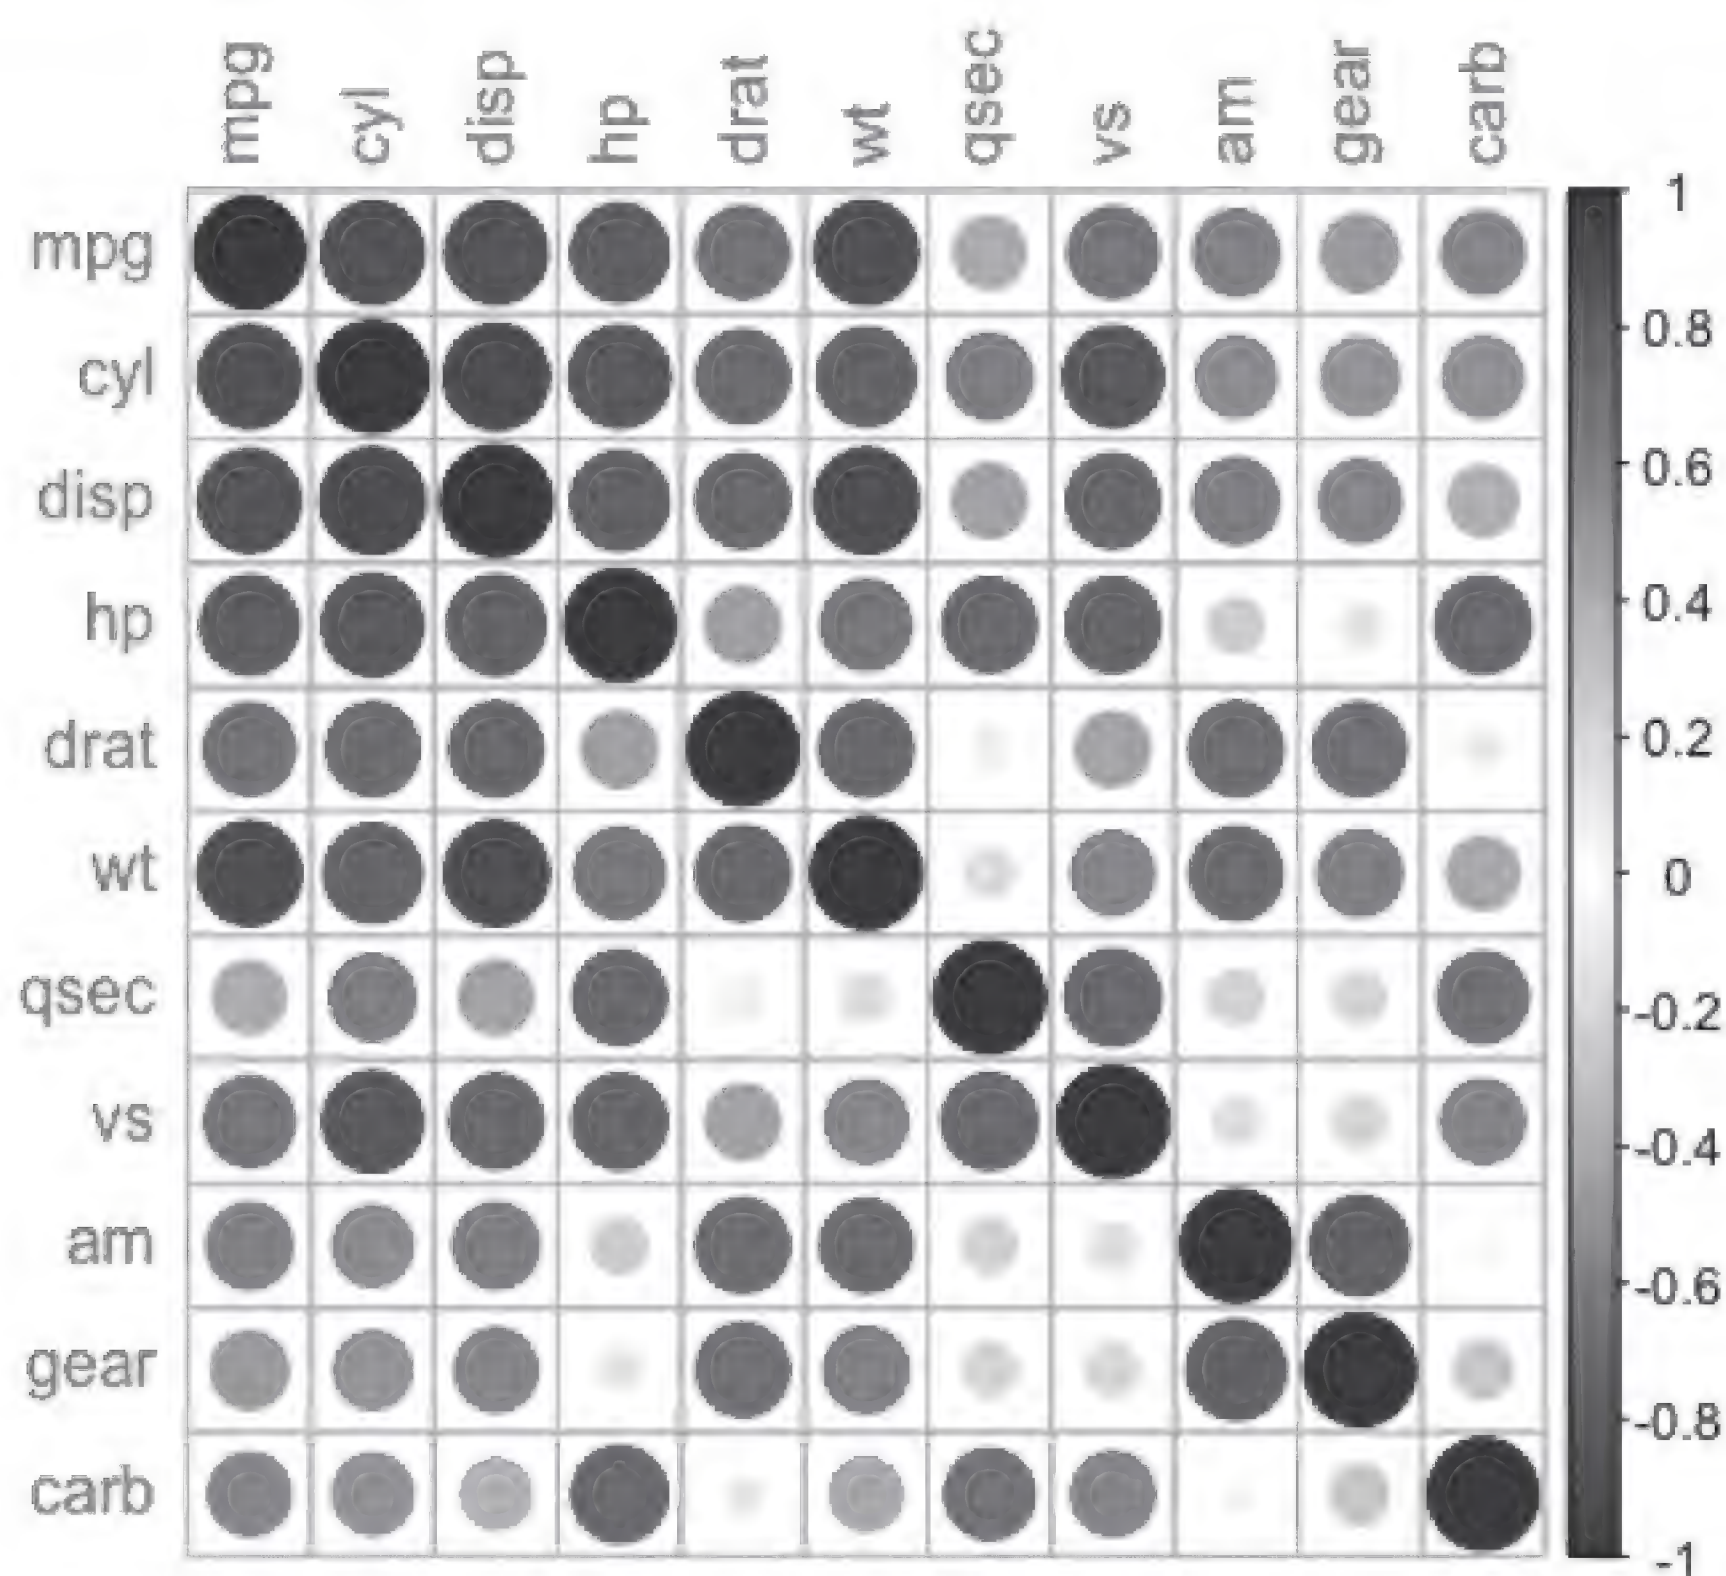 mpg cyl disp hp drat wt qsec vs am gear carb
mpg
cyl
disp
hp
drat
wt
qsec
vs
am
gear
carb
1
0.8
0.6
0.4
0.2
0
-0.2
-0.4
-0.6
-0.8
-1